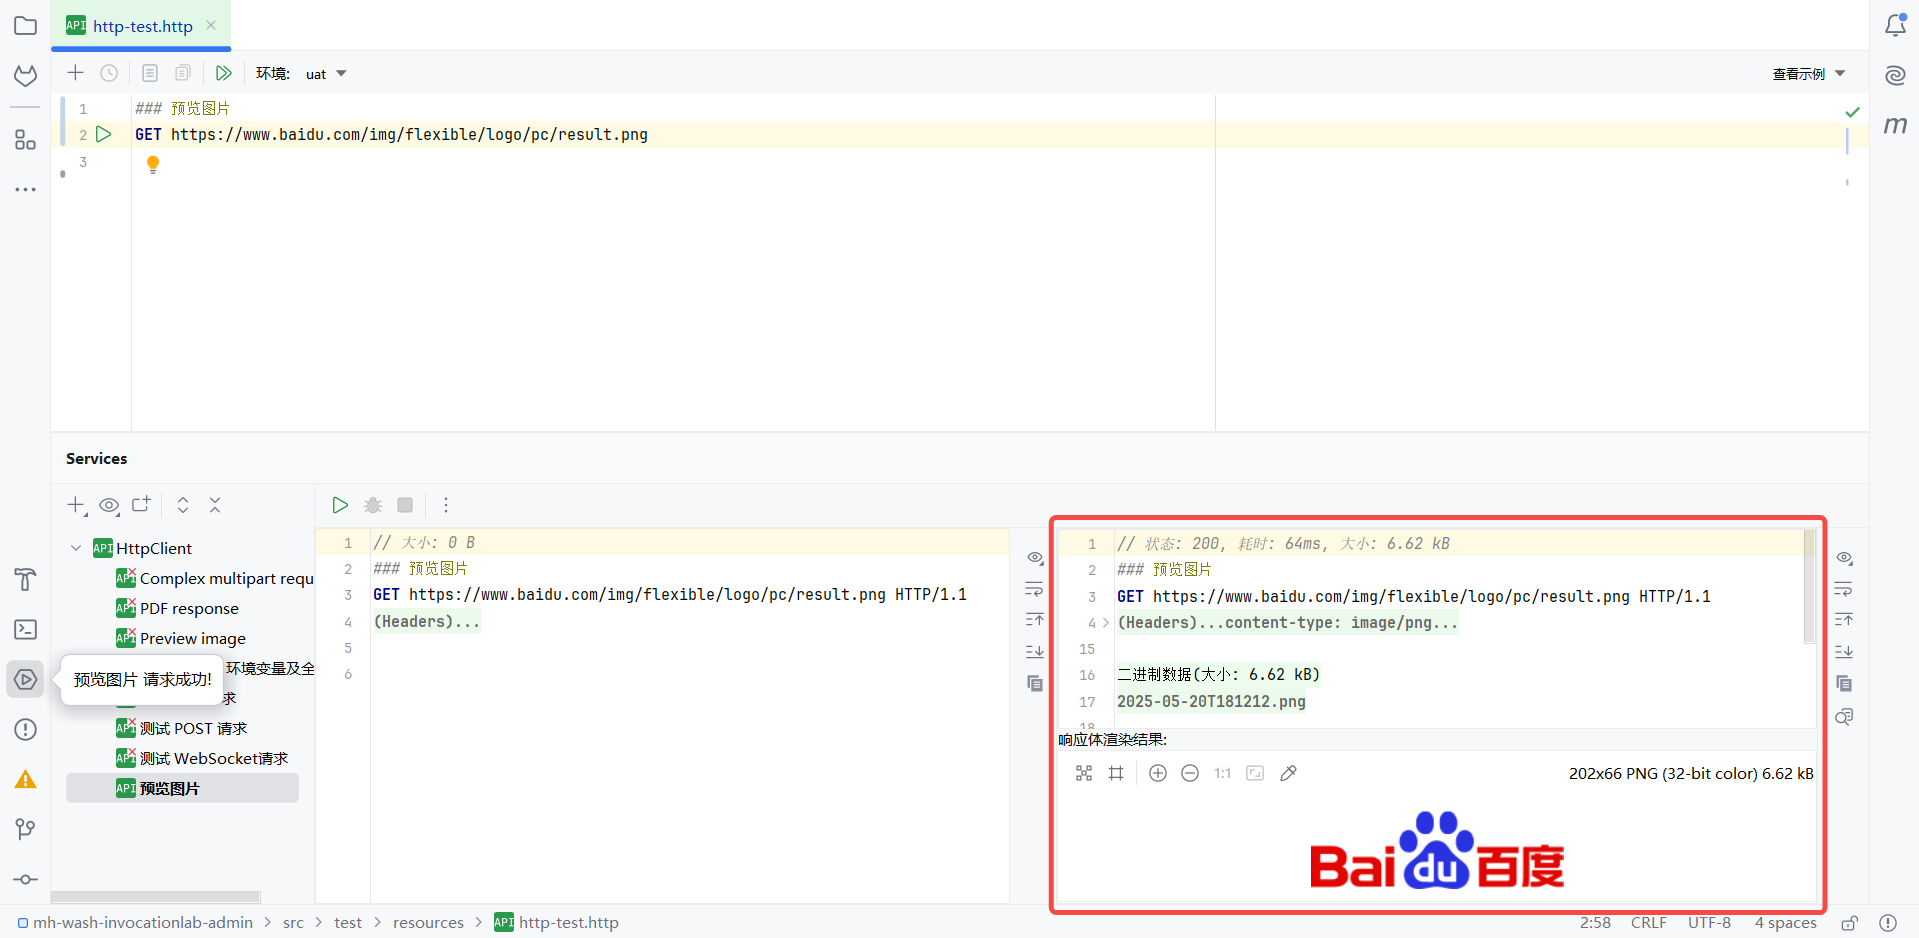 API http-test.http
环境: uat
查看示例
1 ### 预览图片
2 GET https://www.baidu.com/img/flexible/logo/pc/result.png
3
m
Services
API HttpClient
API Complex multipart requ
API PDF response
API Preview image
环境变量及全
求
预览图片 请求成功!
API 测试 POST 请求
API 测试 WebSocket请求
API 预览图片
1 // 大小: 0 B
2 ### 预览图片
3 GET https://www.baidu.com/img/flexible/logo/pc/result.png HTTP/1.1
4 (Headers)...
5
6
1 // 状态: 200, 耗时: 64ms, 大小: 6.62 kB
2 ### 预览图片
3 GET https://www.baidu.com/img/flexible/logo/pc/result.png HTTP/1.1
4 (Headers)...content-type: image/png...
15
16 二进制数据(大小: 6.62 kB)
17 2025-05-20T181212.png
18
响应体渲染结果:
1:1 202x66 PNG (32-bit color) 6.62 kB
Bai du 百度
mh-wash-invocationlab-admin > src > test > resources > API http-test.http
2:58 CRLF UTF-8 4 spaces